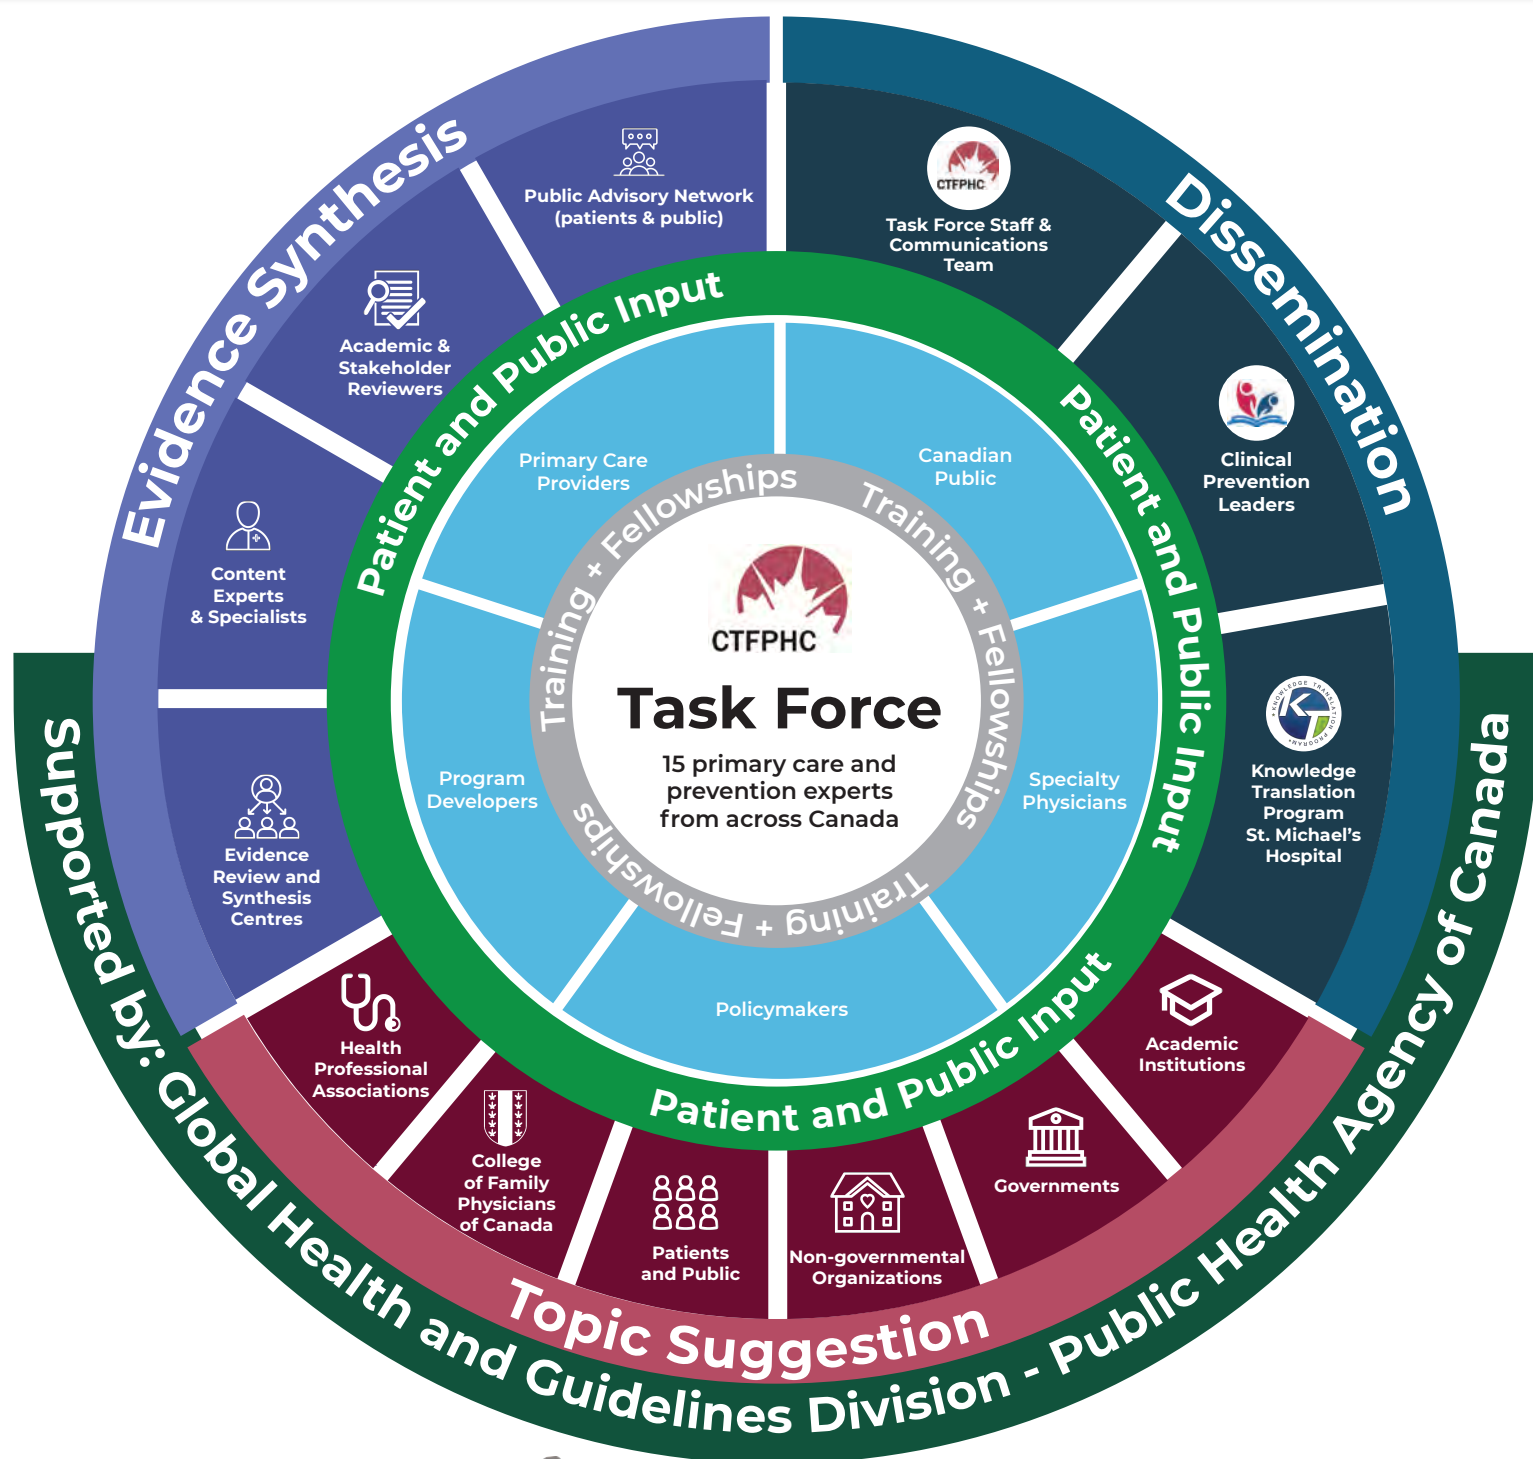 Evidence Synthesis
Dissemination
Public Advisory Network
(patients & public)
CTFPHC
Task Force Staff &
Communications
Team
Academic &
Stakeholder
Reviewers
Clinical
Prevention
Leaders
Content
Experts
& Specialists
KNOWLEDGE TRANSLATION
PROGRAM
KT
Knowledge
Translation
Program
St. Michael's
Hospital
Evidence
Review and
Synthesis
Centres
Patient and Public Input
Patient and Public Input
Patient and Public Input
Primary Care
Providers
Canadian
Public
Program
Developers
Specialty
Physicians
Policymakers
Training + Fellowships
Training + Fellowships
Training + Fellowships
CTFPHC
Task Force
15 primary care and
prevention experts
from across Canada
Health
Professional
Associations
College
of Family
Physicians
of Canada
Patients
and Public
Non-governmental
Organizations
Governments
Academic
Institutions
Topic Suggestion
Supported by: Global Health and Guidelines Division - Public Health Agency of Canada